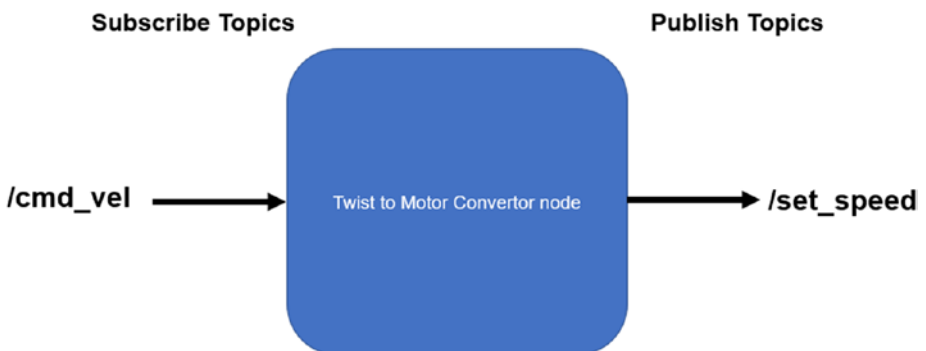 Subscribe Topics
Publish Topics
/cmd_vel
Twist to Motor Convertor node
/set_speed